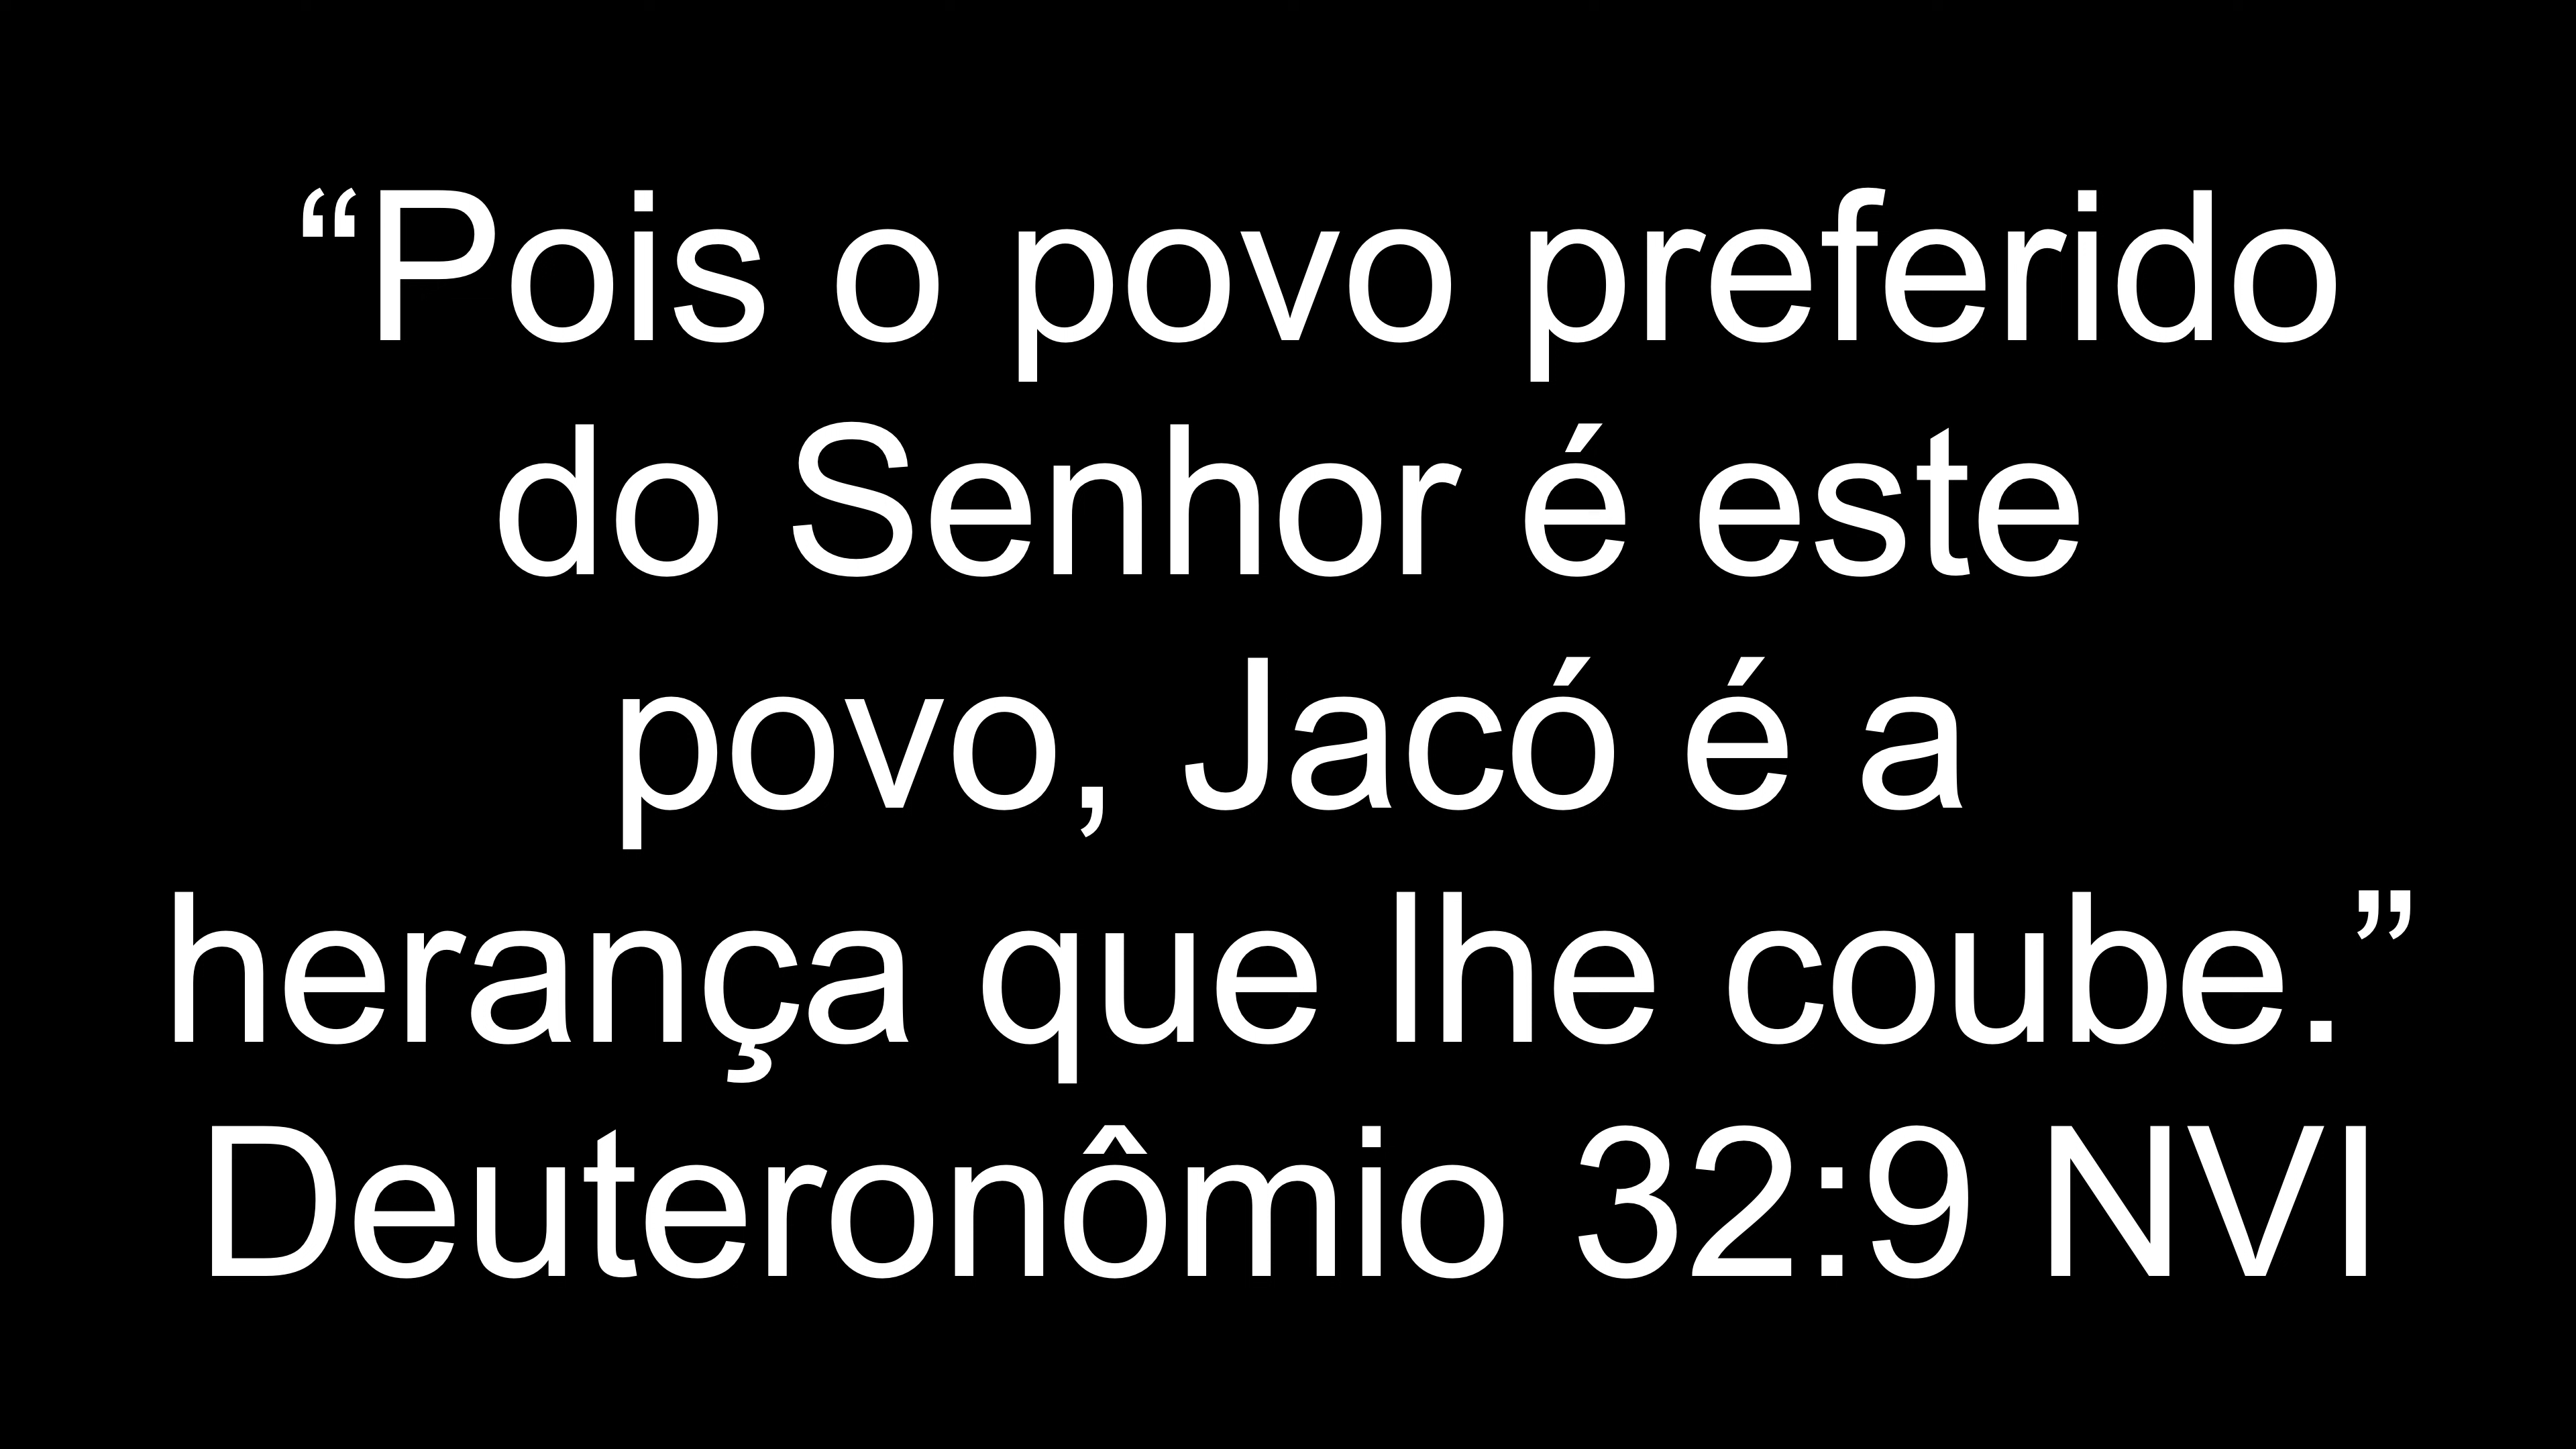 “Pois o povo preferido
do Senhor é este
povo, Jacó é a
herança que lhe coube.”
Deuteronômio 32:9 NVI